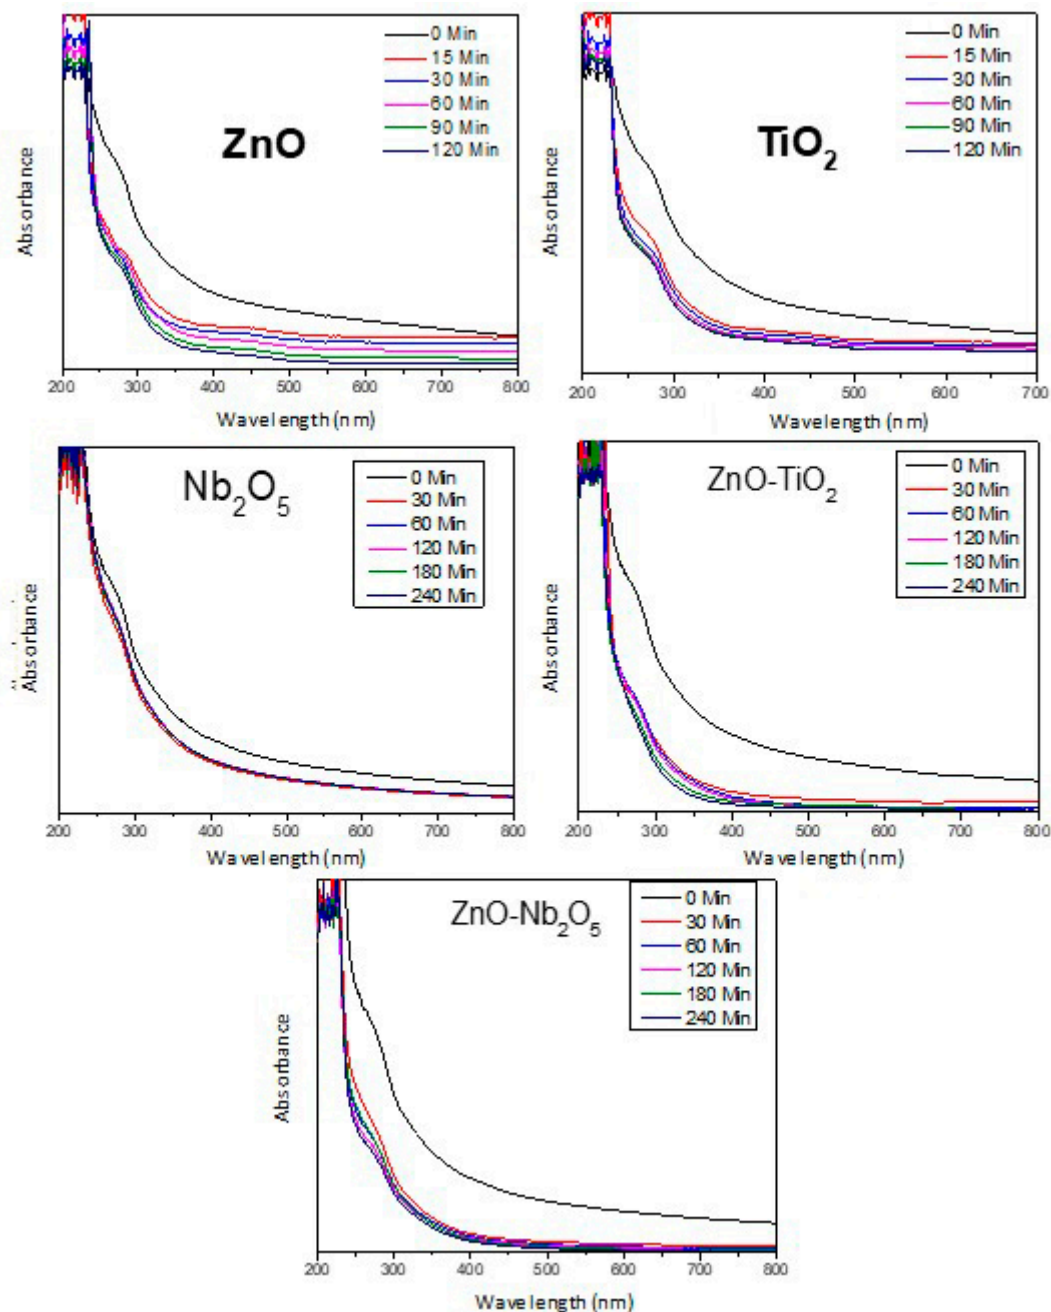 ZnO
0 Min
15 Min
30 Min
60 Min
90 Min
120 Min
Absorbance
200 300 400 500 600 700 800
Wavelength (nm)
TiO2
0 Min
15 Min
30 Min
60 Min
90 Min
120 Min
Absorbance
200 300 400 500 600 700
Wavelength (nm)
Nb2O5
0 Min
30 Min
60 Min
120 Min
180 Min
240 Min
Absorbance
200 300 400 500 600 700 800
Wavelength (nm)
ZnO-TiO2
0 Min
30 Min
60 Min
120 Min
180 Min
240 Min
Absorbance
200 300 400 500 600 700 800
Wavelength (nm)
ZnO-Nb2O5
0 Min
30 Min
60 Min
120 Min
180 Min
240 Min
Absorbance
200 300 400 500 600 700 800
Wavelength (nm)